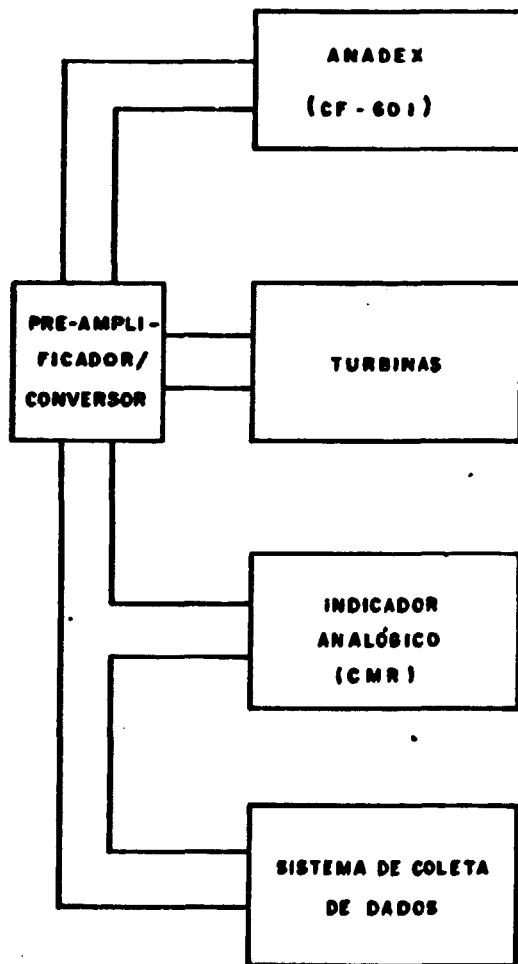 ANADEX
(CF-601)
PRE-AMPLI-
FICADOR/
CONVERSOR
TURBINAS
INDICADOR
ANALÓGICO
(CMR)
SISTEMA DE COLETA
DE DADOS